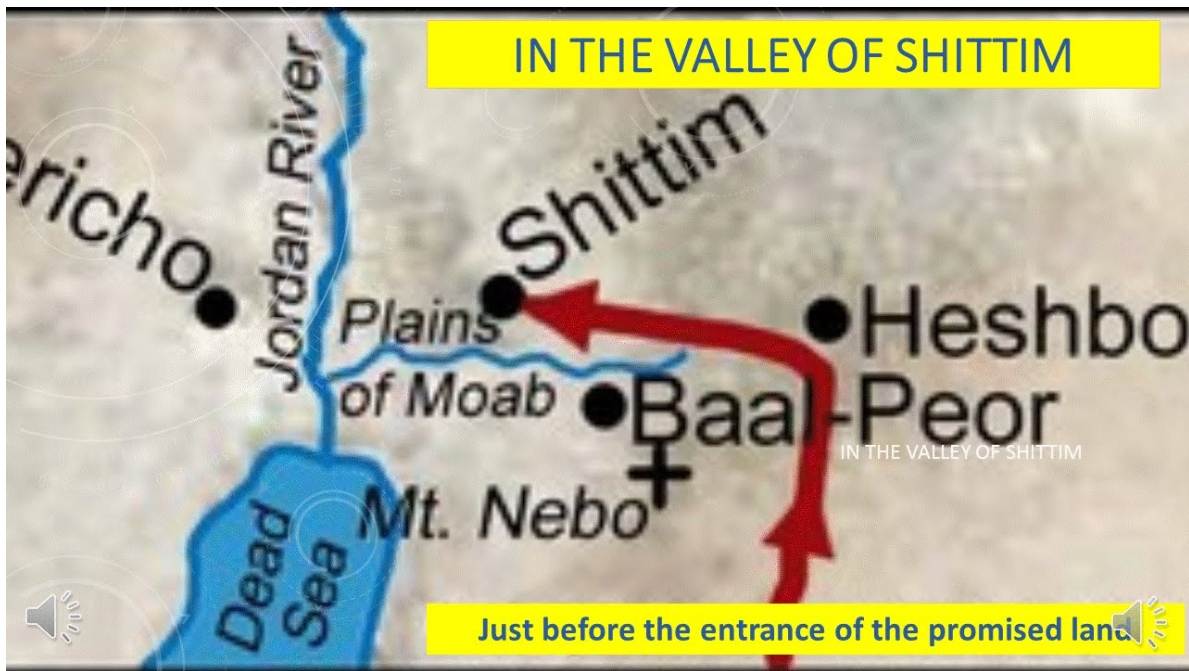 IN THE VALLEY OF SHITTIM
Jordan River
ericho
Shittim
Plains
of Moab
Heshbo
Baal-Peor
IN THE VALLEY OF SHITTIM
Mt. Nebo
Dead
Sea
Just before the entrance of the promised land